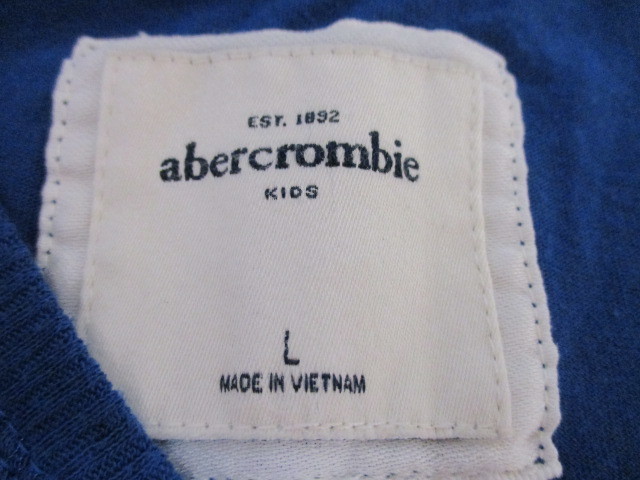 EST. 1892
abercrombie
KIDS
L
MADE IN VIETNAM